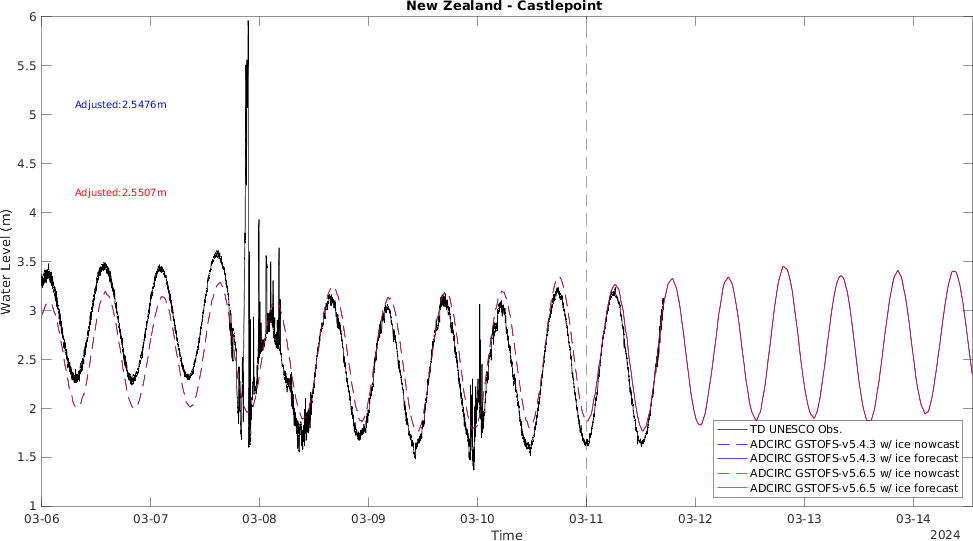 New Zealand - Castlepoint
6
5.5
5
4.5
4
3.5
3
2.5
2
1.5
1
Water Level (m)
Adjusted:2.5476m
Adjusted:2.5507m
TD UNESCO Obs.
ADCIRC GSTOFS-v5.4.3 w/ ice nowcast
ADCIRC GSTOFS-v5.4.3 w/ ice forecast
ADCIRC GSTOFS-v5.6.5 w/ ice nowcast
ADCIRC GSTOFS-v5.6.5 w/ ice forecast
03-06 03-07 03-08 03-09 03-10 03-11 03-12 03-13 03-14
Time
2024